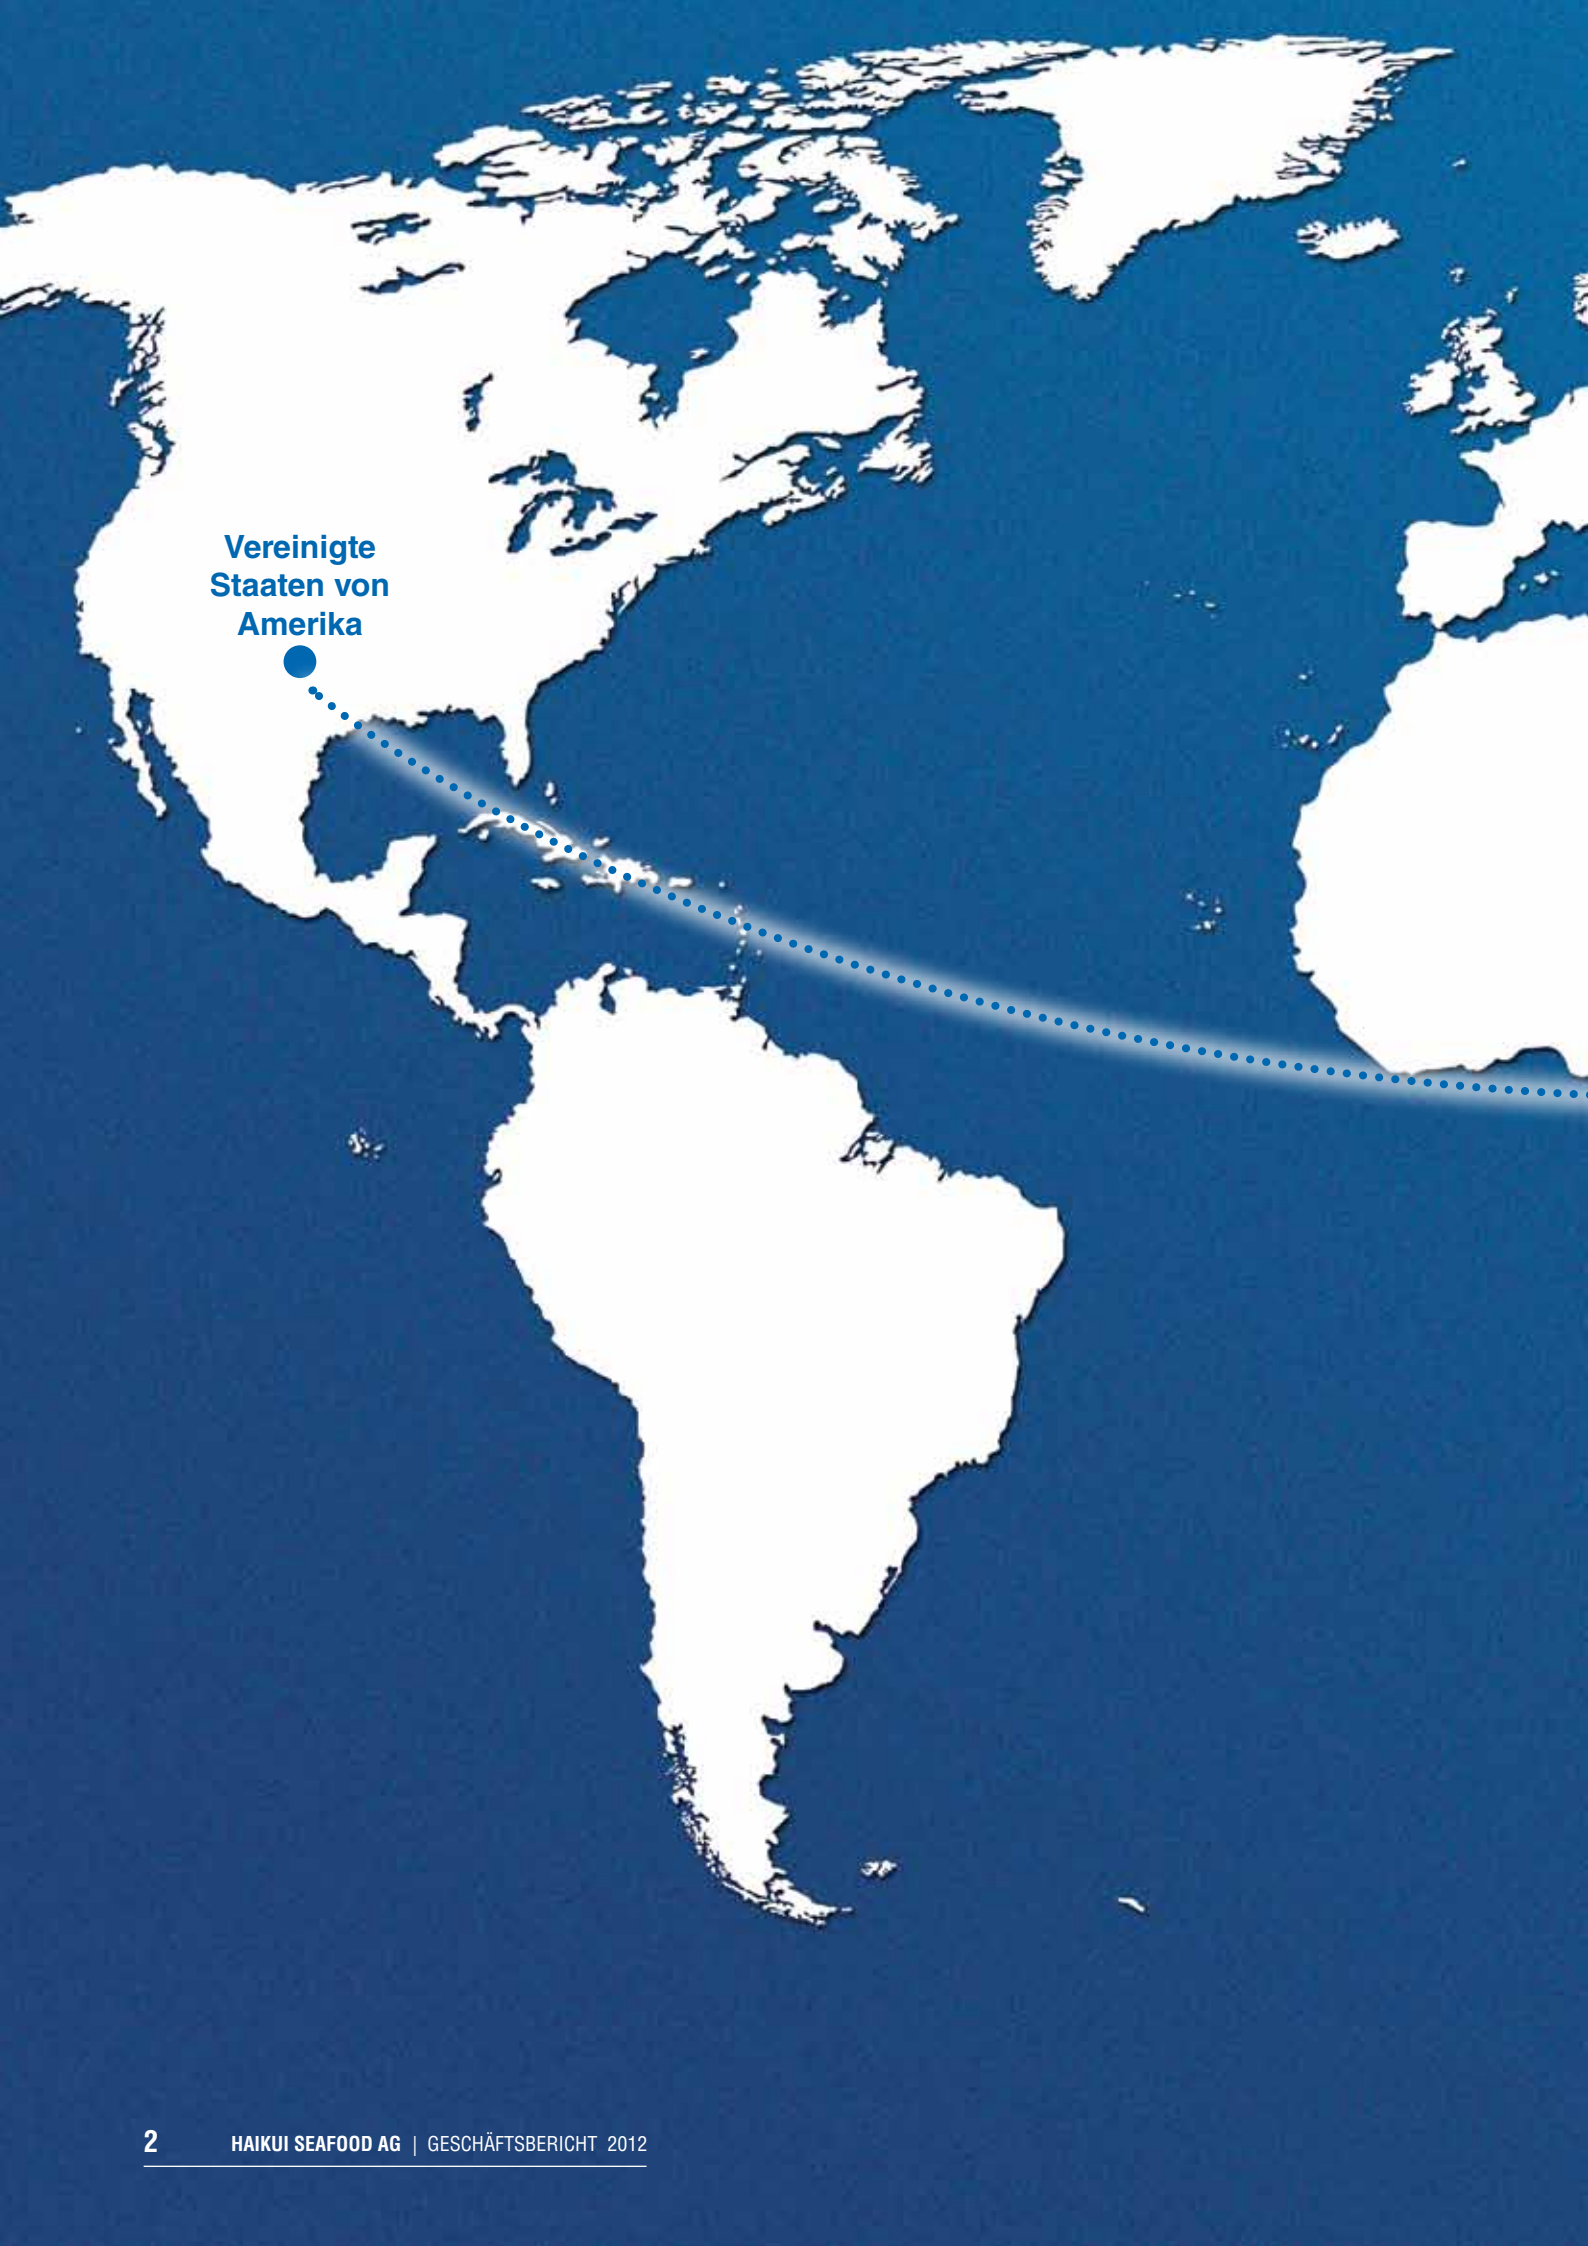 Vereinigte
Staaten von
Amerika
2 HAIKUI SEAFOOD AG | GESCHÄFTSBERICHT 2012